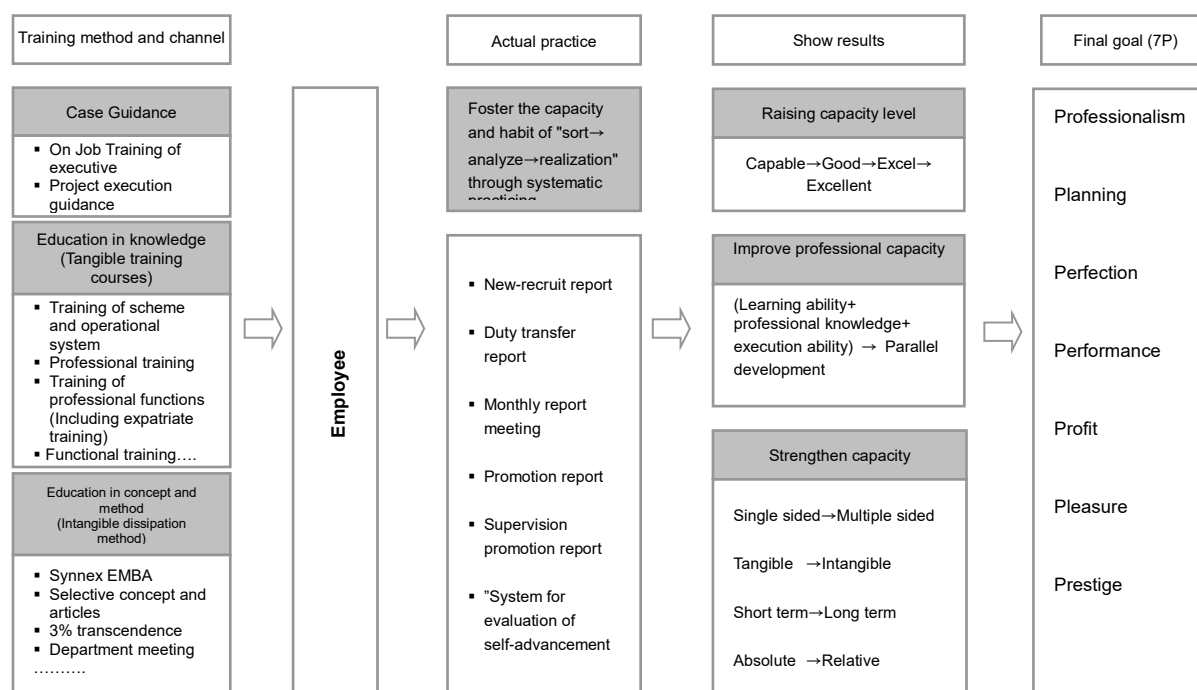 Training method and channel
Actual practice
Show results
Final goal (7P)
Case Guidance
▪ On Job Training of
executive
▪ Project execution
guidance
Education in knowledge
(Tangible training
courses)
▪ Training of scheme
and operational
system
▪ Professional training
▪ Training of
professional functions
(Including expatriate
training)
▪ Functional training….
Education in concept and
method
(Intangible dissipation
method)
▪ Synnex EMBA
▪ Selective concept and
articles
▪ 3% transcendence
▪ Department meeting
……….
Employee
Foster the capacity
and habit of "sort→
analyze→realization"
through systematic
practicing
▪ New-recruit report
▪ Duty transfer
report
▪ Monthly report
meeting
▪ Promotion report
▪ Supervision
promotion report
▪ ”System for
evaluation of
self-advancement
Raising capacity level
Capable→Good→Excel→
Excellent
Improve professional capacity
(Learning ability+
professional knowledge+
execution ability) → Parallel
development
Strengthen capacity
Single sided→Multiple sided
Tangible →Intangible
Short term→Long term
Absolute →Relative
Professionalism
Planning
Perfection
Performance
Profit
Pleasure
Prestige